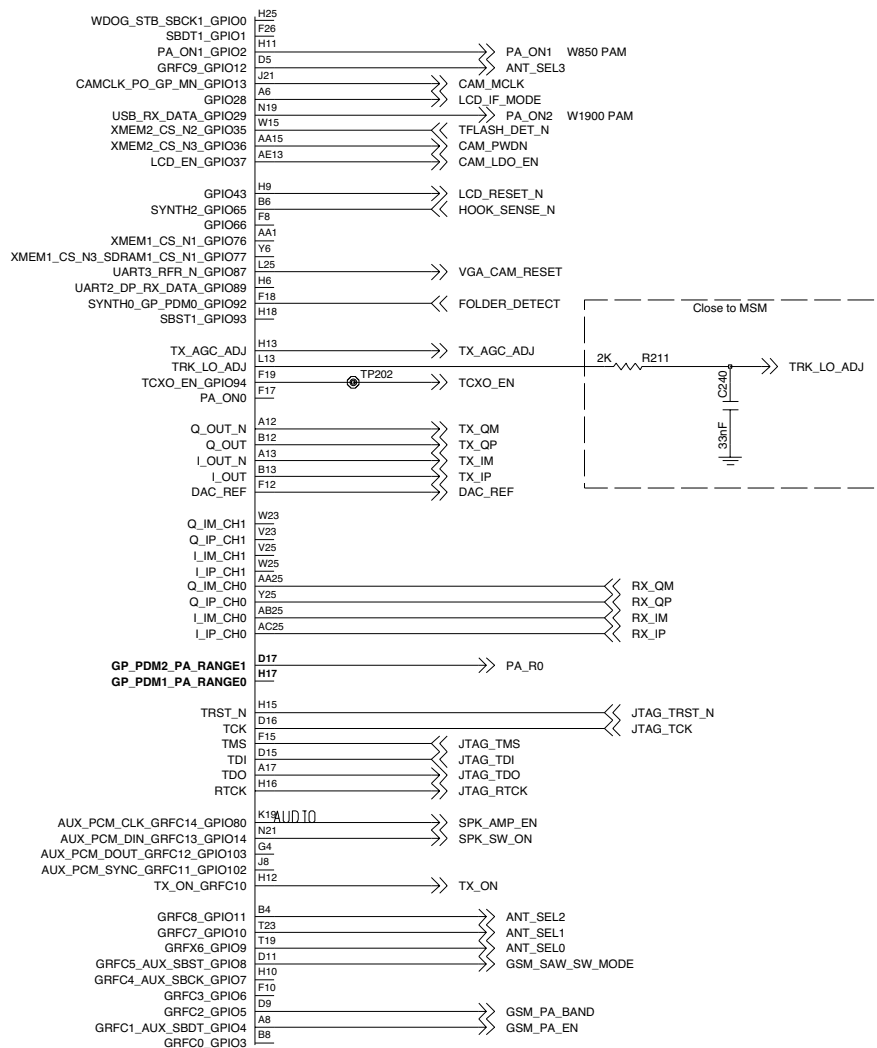 WDOG_STB_SBCK1_GPIO0 H25
SBDT1_GPIO1 F26
PA_ON1_GPIO2 H11 PA_ON1 W850 PAM
GRFC9_GPIO12 D5 ANT_SEL3
CAMCLK_PO_GP_MN_GPIO13 J21 CAM_MCLK
GPIO28 A6 LCD_IF_MODE
USB_RX_DATA_GPIO29 N19 PA_ON2 W1900 PAM
XMEM2_CS_N2_GPIO35 W15 TFLASH_DET_N
XMEM2_CS_N3_GPIO36 AA15 CAM_PWDN
LCD_EN_GPIO37 AE13 CAM_LDO_EN
GPIO43 H9 LCD_RESET_N
SYNTH2_GPIO65 B6 HOOK_SENSE_N
GPIO66 F8
XMEM1_CS_N1_GPIO76 AA1
XMEM1_CS_N3_SDRAM1_CS_N1_GPIO77 Y6
UART3_RFR_N_GPIO87 L25 VGA_CAM_RESET
UART2_DP_RX_DATA_GPIO89 H6
SYNTH0_GP_PDM0_GPIO92 F18 FOLDER_DETECT
SBST1_GPIO93 H18
Close to MSM
TX_AGC_ADJ H13 TX_AGC_ADJ
TRK_LO_ADJ L13 2K R211 TRK_LO_ADJ
TCXO_EN_GPIO94 F19 TP202 TCXO_EN
PA_ON0 F17
C240
33nF
Q_OUT_N A12 TX_QM
Q_OUT B12 TX_QP
I_OUT_N A13 TX_IM
I_OUT B13 TX_IP
DAC_REF F12 DAC_REF
Q_IM_CH1 W23
Q_IP_CH1 V23
I_IM_CH1 V25
I_IP_CH1 W25
Q_IM_CH0 AA25 RX_QM
Q_IP_CH0 Y25 RX_QP
I_IM_CH0 AB25 RX_IM
I_IP_CH0 AC25 RX_IP
GP_PDM2_PA_RANGE1 D17 PA_R0
GP_PDM1_PA_RANGE0 H17
TRST_N H15 JTAG_TRST_N
TCK D16 JTAG_TCK
TMS F15 JTAG_TMS
TDI D15 JTAG_TDI
TDO A17 JTAG_TDO
RTCK H16 JTAG_RTCK
AUX_PCM_CLK_GRFC14_GPIO80 K19 AUDIO SPK_AMP_EN
AUX_PCM_DIN_GRFC13_GPIO14 N21 SPK_SW_ON
AUX_PCM_DOUT_GRFC12_GPIO103 G4
AUX_PCM_SYNC_GRFC11_GPIO102 J8
TX_ON_GRFC10 H12 TX_ON
GRFC8_GPIO11 B4 ANT_SEL2
GRFC7_GPIO10 T23 ANT_SEL1
GRFX6_GPIO9 T19 ANT_SEL0
GRFC5_AUX_SBST_GPIO8 D11 GSM_SAW_SW_MODE
GRFC4_AUX_SBCK_GPIO7 H10
GRFC3_GPIO6 F10
GRFC2_GPIO5 D9 GSM_PA_BAND
GRFC1_AUX_SBDT_GPIO4 A8 GSM_PA_EN
GRFC0_GPIO3 B8